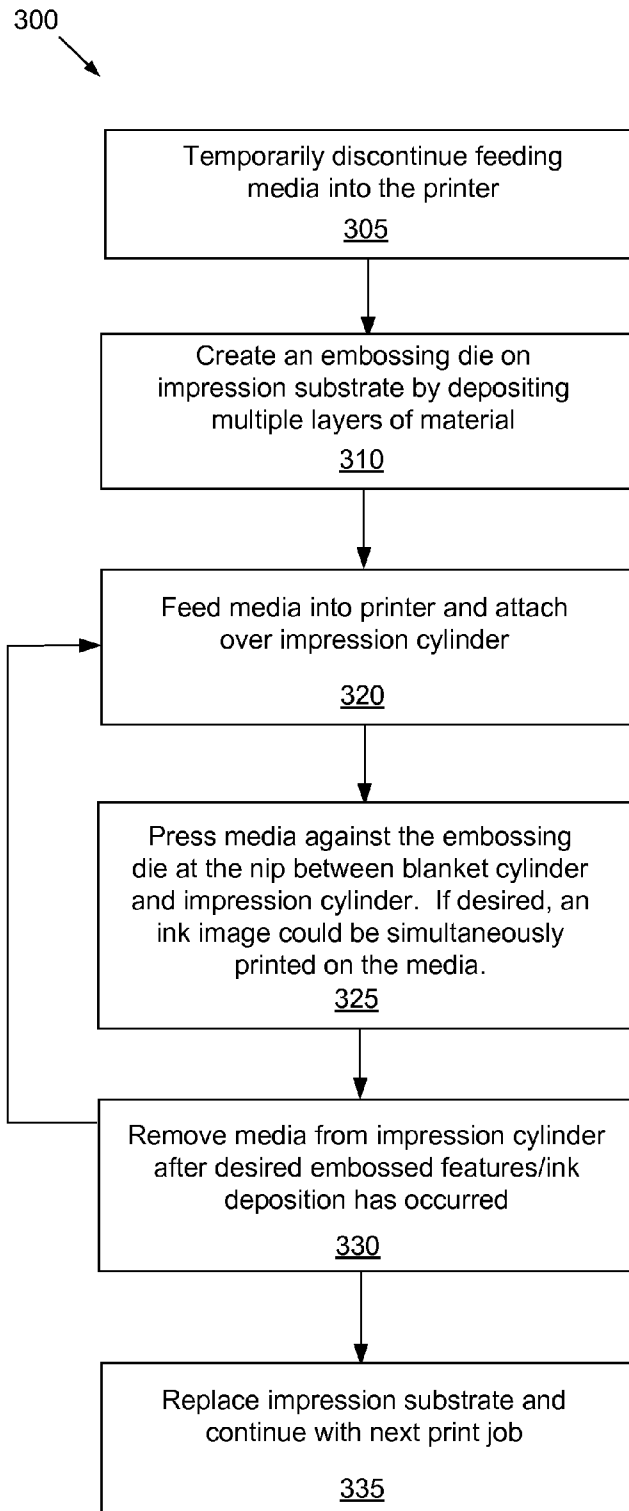 300
Temporarily discontinue feeding
media into the printer
305
Create an embossing die on
impression substrate by depositing
multiple layers of material
310
Feed media into printer and attach
over impression cylinder
320
Press media against the embossing
die at the nip between blanket cylinder
and impression cylinder.  If desired, an
ink image could be simultaneously
printed on the media.
325
Remove media from impression cylinder
after desired embossed features/ink
deposition has occurred
330
Replace impression substrate and
continue with next print job
335